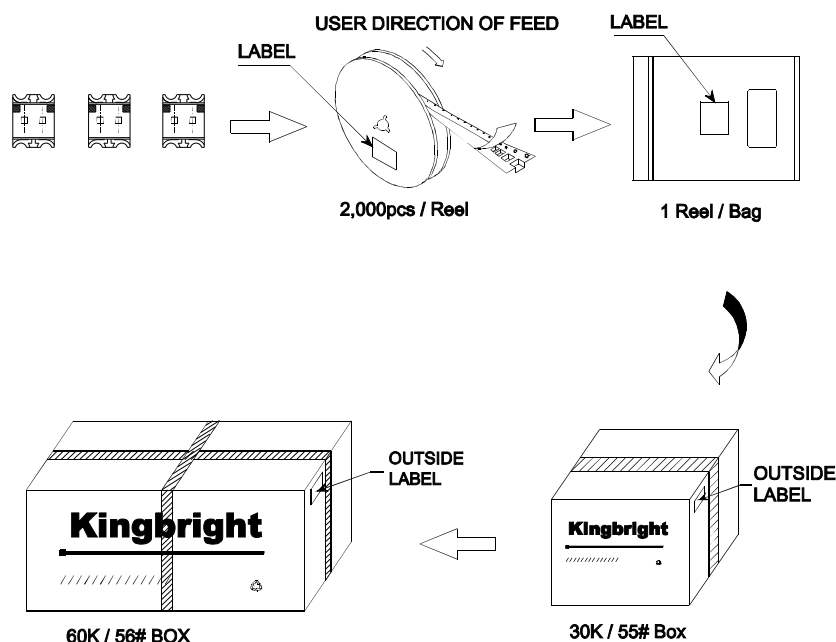 USER DIRECTION OF FEED
LABEL
LABEL
2,000pcs / Reel
1 Reel / Bag
OUTSIDE
LABEL
OUTSIDE
LABEL
Kingbright
Kingbright
60K / 56# BOX
30K / 55# Box